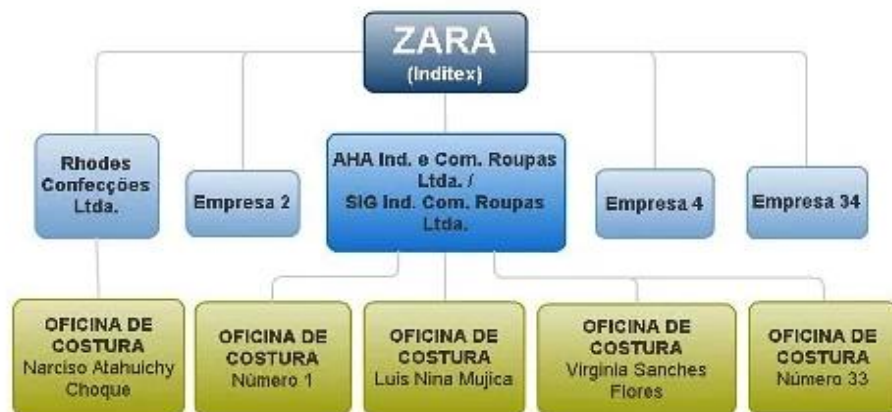 ZARA
(Inditex)
Rhodes
Confecções
Ltda.
Empresa 2
AHA Ind. e Com. Roupas
Ltda. /
SIG Ind. Com. Roupas
Ltda.
Empresa 4
Empresa 34
OFICINA DE
COSTURA
Narciso Atahuichy
Choque
OFICINA DE
COSTURA
Número 1
OFICINA DE
COSTURA
Luis Nina Mujica
OFICINA DE
COSTURA
Virginia Sanches
Flores
OFICINA DE
COSTURA
Número 33